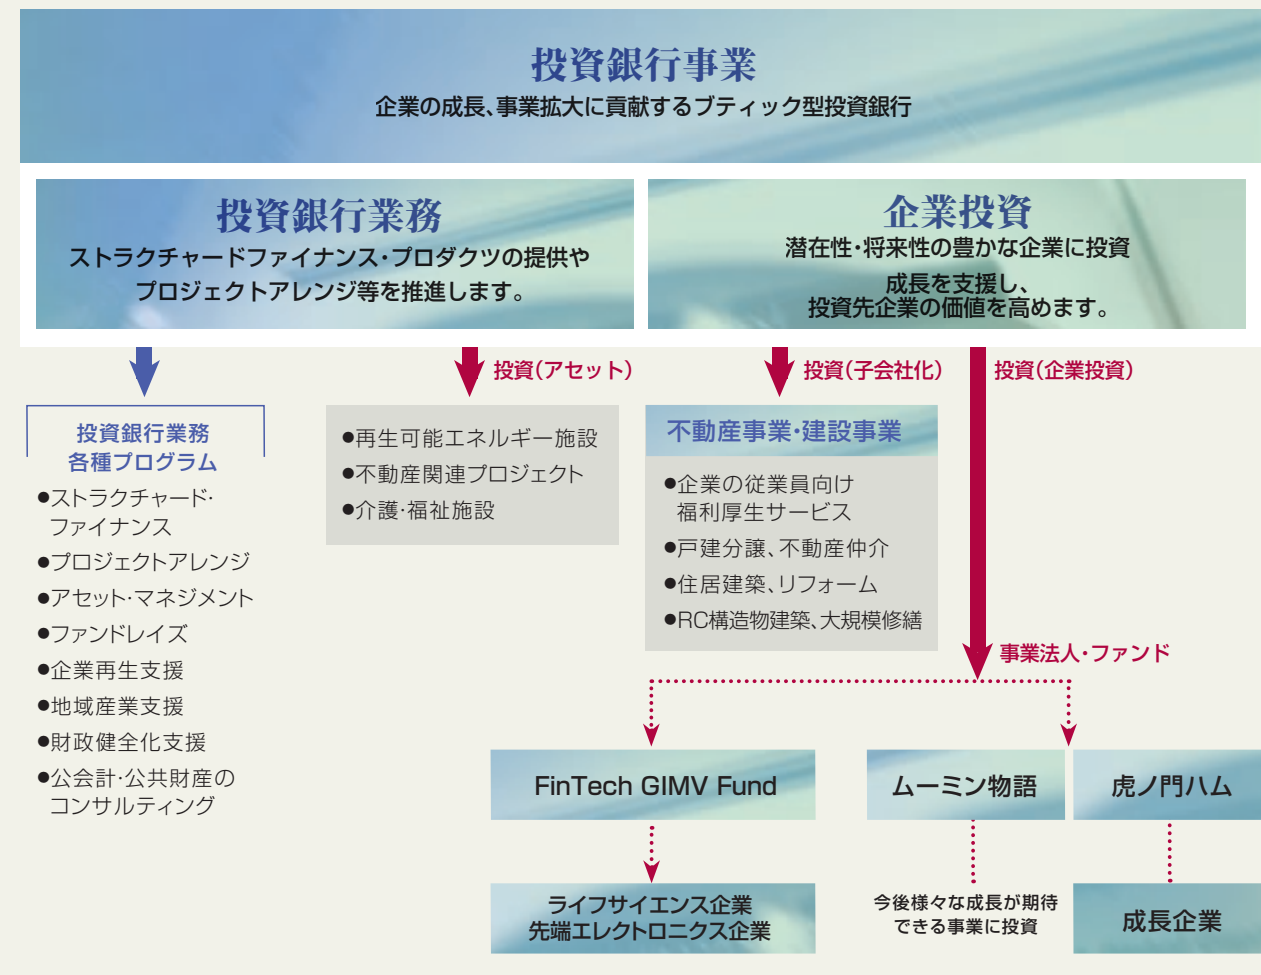 投資銀行事業
企業の成長、事業拡大に貢献するブティック型投資銀行
投資銀行業務
ストラクチャードファイナンス・プロダクツの提供や
プロジェクトアレンジ等を推進します。
企業投資
潜在性・将来性の豊かな企業に投資
成長を支援し、
投資先企業の価値を高めます。
投資（アセット）
投資（子会社化）
投資（企業投資）
投資銀行業務
各種プログラム
●ストラクチャード・
ファイナンス
●プロジェクトアレンジ
●アセット・マネジメント
●ファンドレイズ
●企業再生支援
●地域産業支援
●財政健全化支援
●公会計・公共財産の
コンサルティング
●再生可能エネルギー施設
●不動産関連プロジェクト
●介護・福祉施設
不動産事業・建設事業
●企業の従業員向け
福利厚生サービス
●戸建分譲、不動産仲介
●住居建築、リフォーム
●RC構造物建築、大規模修繕
事業法人・ファンド
FinTech GIMV Fund
ムーミン物語
虎ノ門ハム
ライフサイエンス企業
先端エレクトロニクス企業
今後様々な成長が期待
できる事業に投資
成長企業